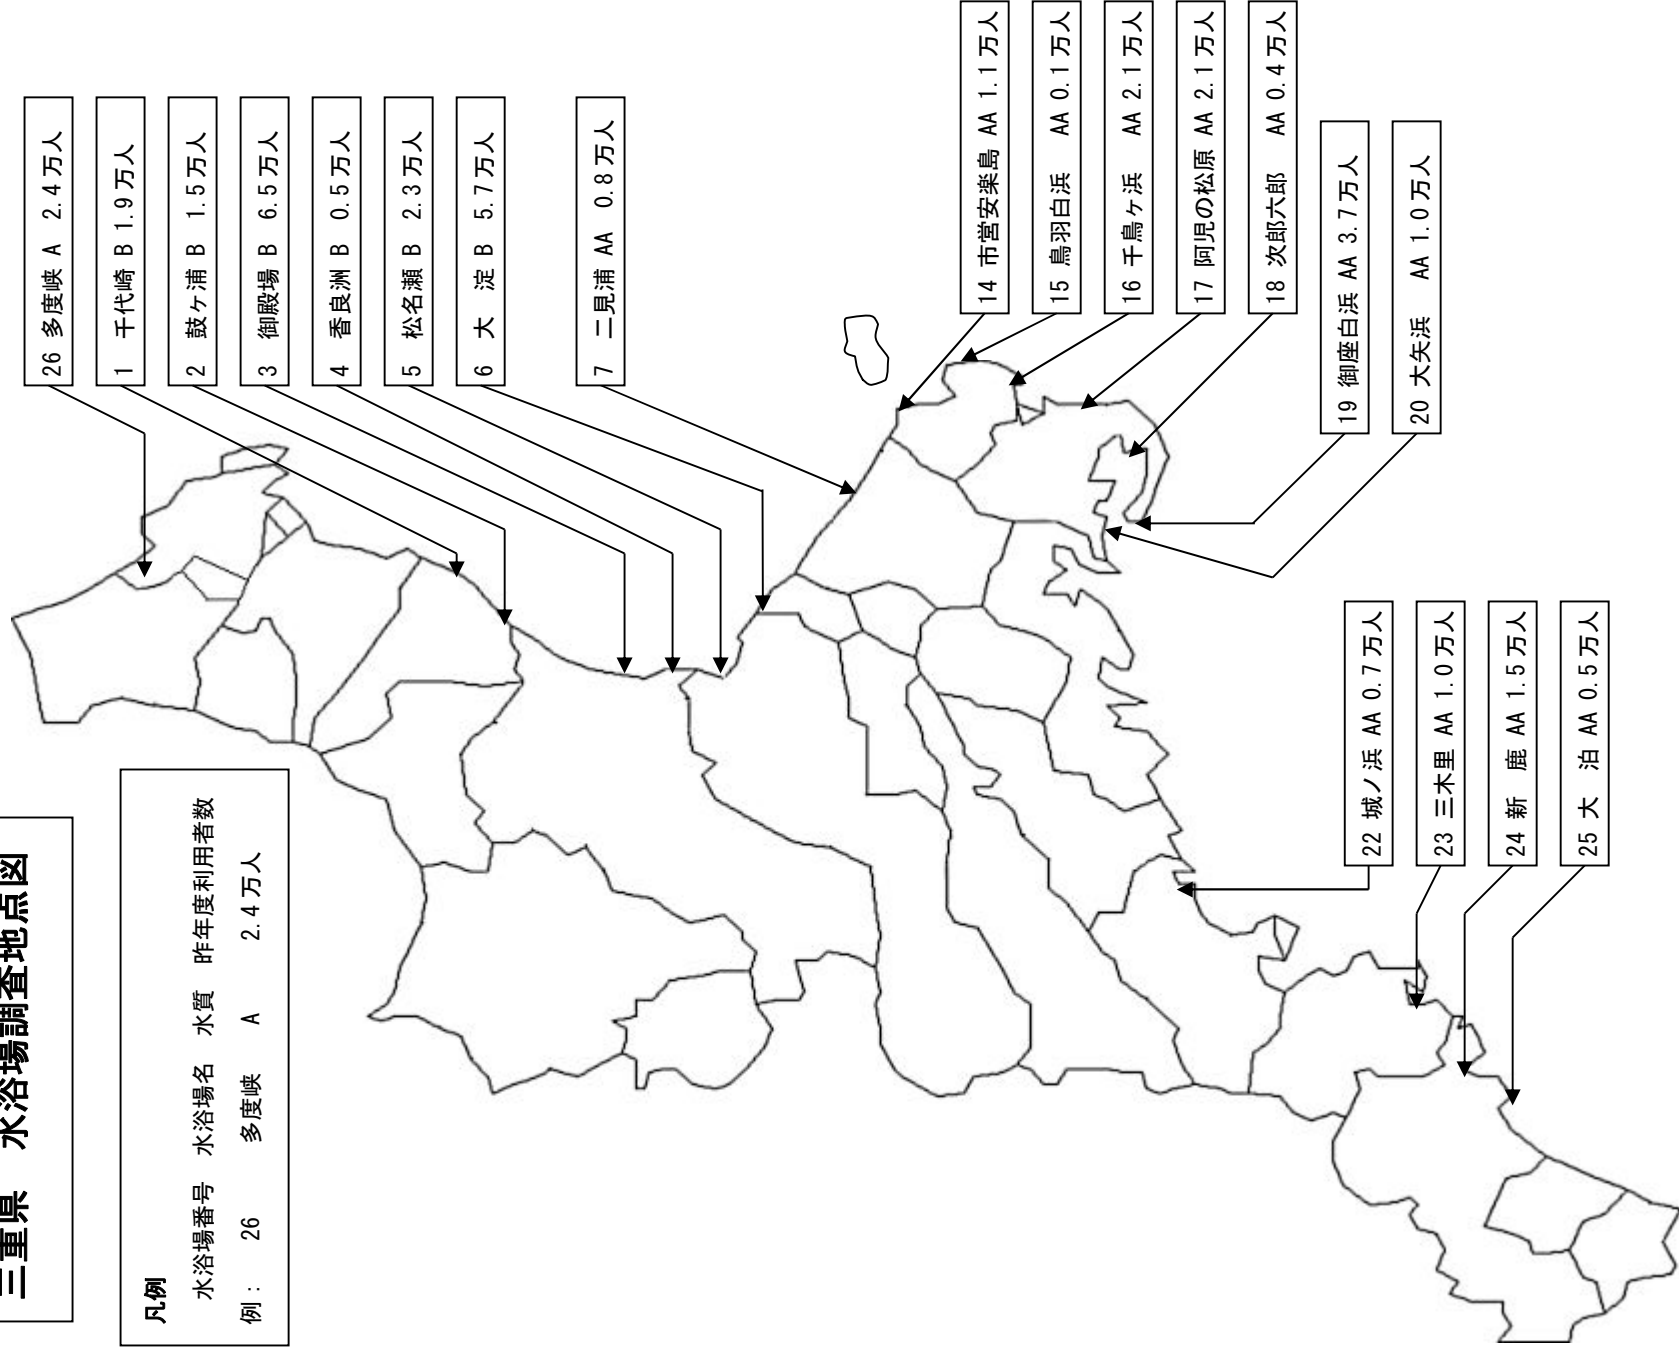 三重県 水浴場調査地点図
凡例
水浴場番号 水浴場名 水質 昨年度利用者数
例： 26 多度峡 A 2.4万人
26 多度峡 A 2.4万人
1 千代崎 B 1.9万人
2 鼓ヶ浦 B 1.5万人
3 御殿場 B 6.5万人
4 香良洲 B 0.5万人
5 松名瀬 B 2.3万人
6 大 淀 B 5.7万人
7 二見浦 AA 0.8万人
14 市営安楽島 AA 1.1万人
15 鳥羽白浜 AA 0.1万人
16 千鳥ヶ浜 AA 2.1万人
17 阿児の松原 AA 2.1万人
18 次郎六郎 AA 0.4万人
19 御座白浜 AA 3.7万人
20 大矢浜 AA 1.0万人
22 城ノ浜 AA 0.7万人
23 三木里 AA 1.0万人
24 新 鹿 AA 1.5万人
25 大 泊 AA 0.5万人